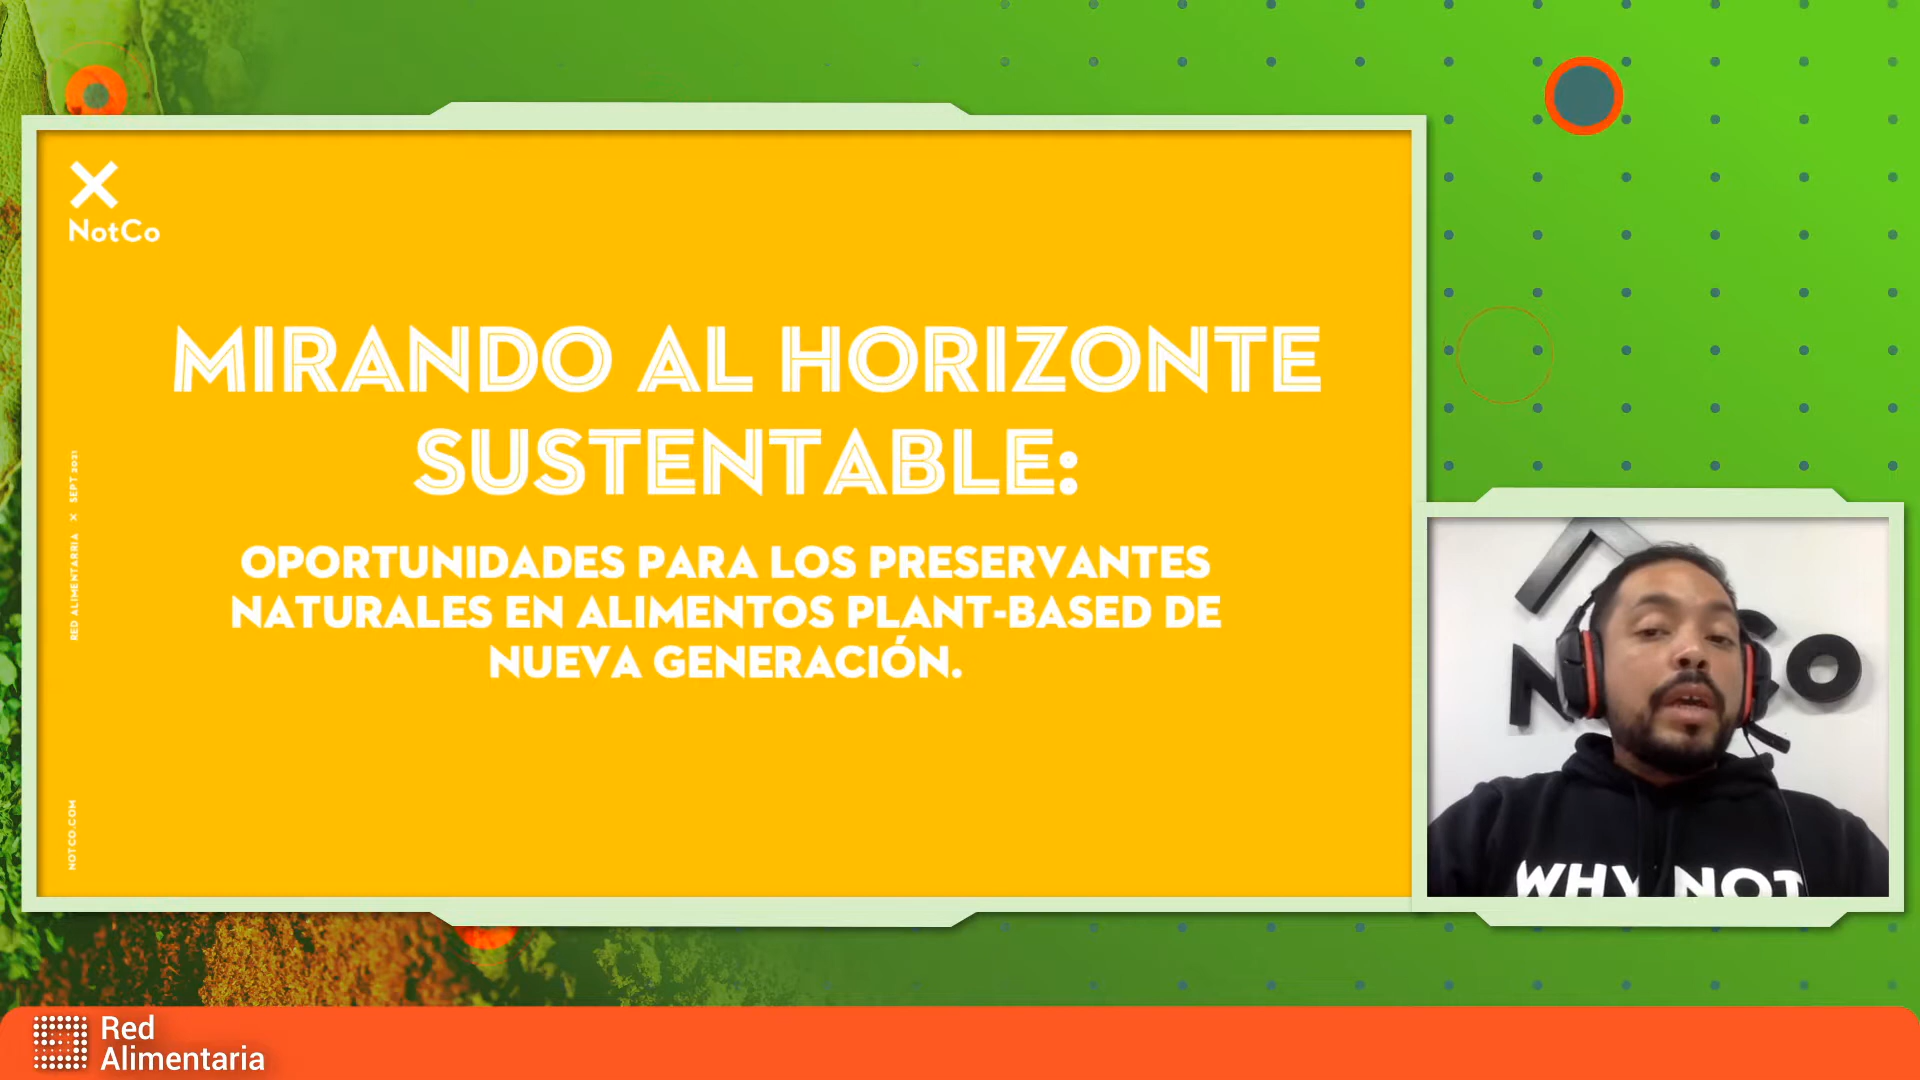 NotCo
MIRANDO AL HORIZONTE
SUSTENTABLE:
OPORTUNIDADES PARA LOS PRESERVANTES
NATURALES EN ALIMENTOS PLANT-BASED DE
NUEVA GENERACIÓN.
RED ALIMENTARRIA X SEPT 2021
NOTCO.COM
WHY NOT
Red
Alimentaria